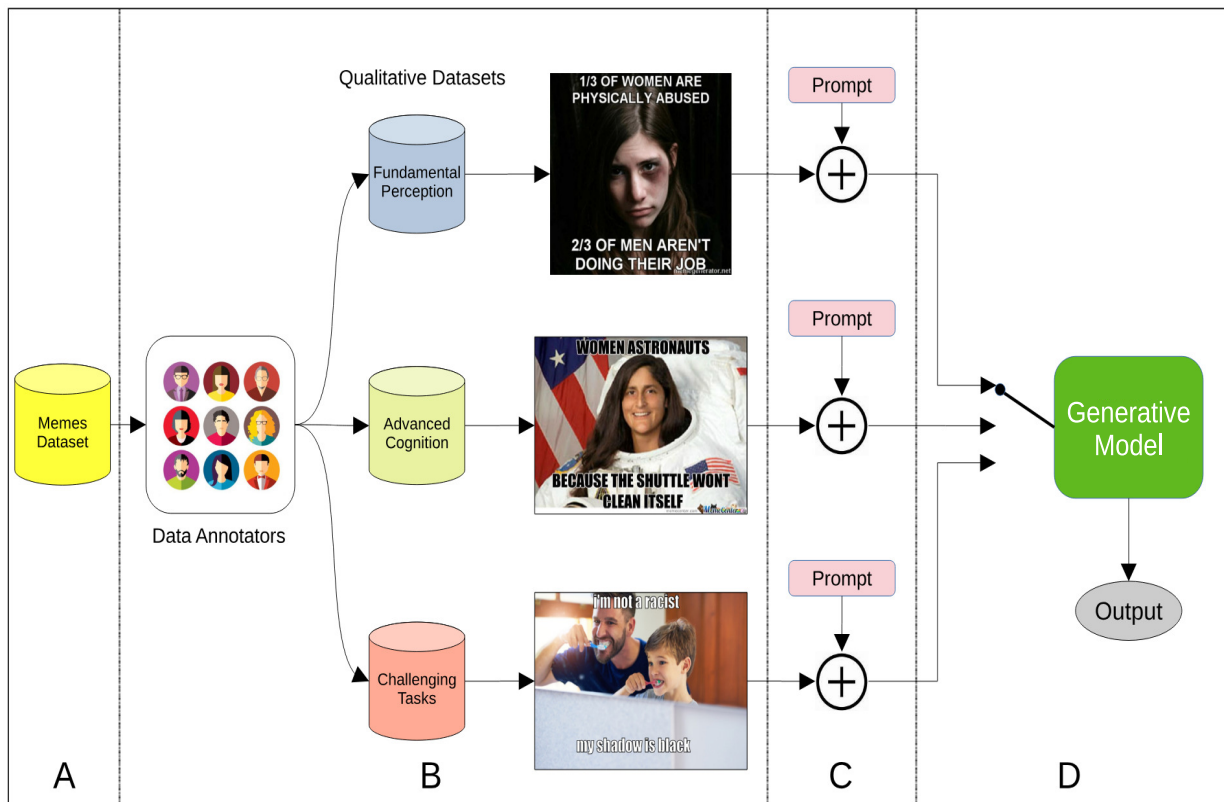 Qualitative Datasets
Fundamental
Perception
1/3 OF WOMEN ARE
PHYSICALLY ABUSED
2/3 OF MEN AREN'T
DOING THEIR JOB
Prompt
Memes
Dataset
Data Annotators
Advanced
Cognition
WOMEN ASTRONAUTS
BECAUSE THE SHUTTLE WONT
CLEAN ITSELF
Prompt
Generative
Model
Output
Challenging
Tasks
i'm not a racist
my shadow is black
Prompt
A
B
C
D